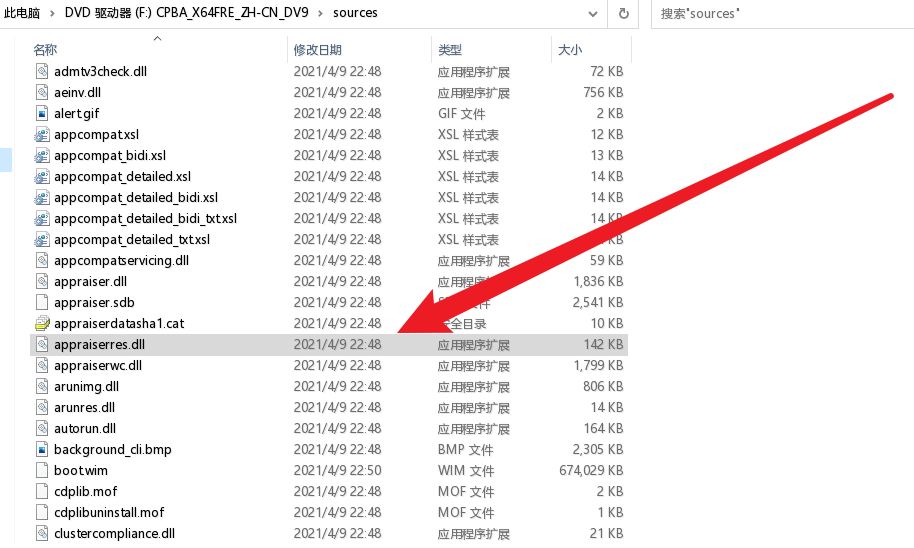 此电脑 > DVD 驱动器 (F:) CPBA_X64FRE_ZH-CN_DV9 > sources 搜索"sources"
名称 修改日期 类型 大小
admtv3check.dll 2021/4/9 22:48 应用程序扩展 72 KB
aeinv.dll 2021/4/9 22:48 应用程序扩展 756 KB
alert.gif 2021/4/9 22:48 GIF 文件 2 KB
appcompat.xsl 2021/4/9 22:48 XSL 样式表 12 KB
appcompat_bidi.xsl 2021/4/9 22:48 XSL 样式表 13 KB
appcompat_detailed.xsl 2021/4/9 22:48 XSL 样式表 14 KB
appcompat_detailed_bidi.xsl 2021/4/9 22:48 XSL 样式表 14 KB
appcompat_detailed_bidi_txt.xsl 2021/4/9 22:48 XSL 样式表 14 KB
appcompat_detailed_txt.xsl 2021/4/9 22:48 XSL 样式表 KB
appcompatservicing.dll 2021/4/9 22:48 应用程序扩展 59 KB
appraiser.dll 2021/4/9 22:48 应用程序扩展 1,836 KB
appraiser.sdb 2021/4/9 22:48 文件 2,541 KB
appraiserdatasha1.cat 2021/4/9 22:48 安全目录 10 KB
appraiserres.dll 2021/4/9 22:48 应用程序扩展 142 KB
appraiserwc.dll 2021/4/9 22:48 应用程序扩展 1,799 KB
arunimg.dll 2021/4/9 22:48 应用程序扩展 806 KB
arunres.dll 2021/4/9 22:48 应用程序扩展 14 KB
autorun.dll 2021/4/9 22:48 应用程序扩展 164 KB
background_cli.bmp 2021/4/9 22:48 BMP 文件 2,305 KB
boot.wim 2021/4/9 22:50 WIM 文件 674,029 KB
cdplib.mof 2021/4/9 22:48 MOF 文件 2 KB
cdplibuninstall.mof 2021/4/9 22:48 MOF 文件 1 KB
clustercompliance.dll 2021/4/9 22:48 应用程序扩展 21 KB